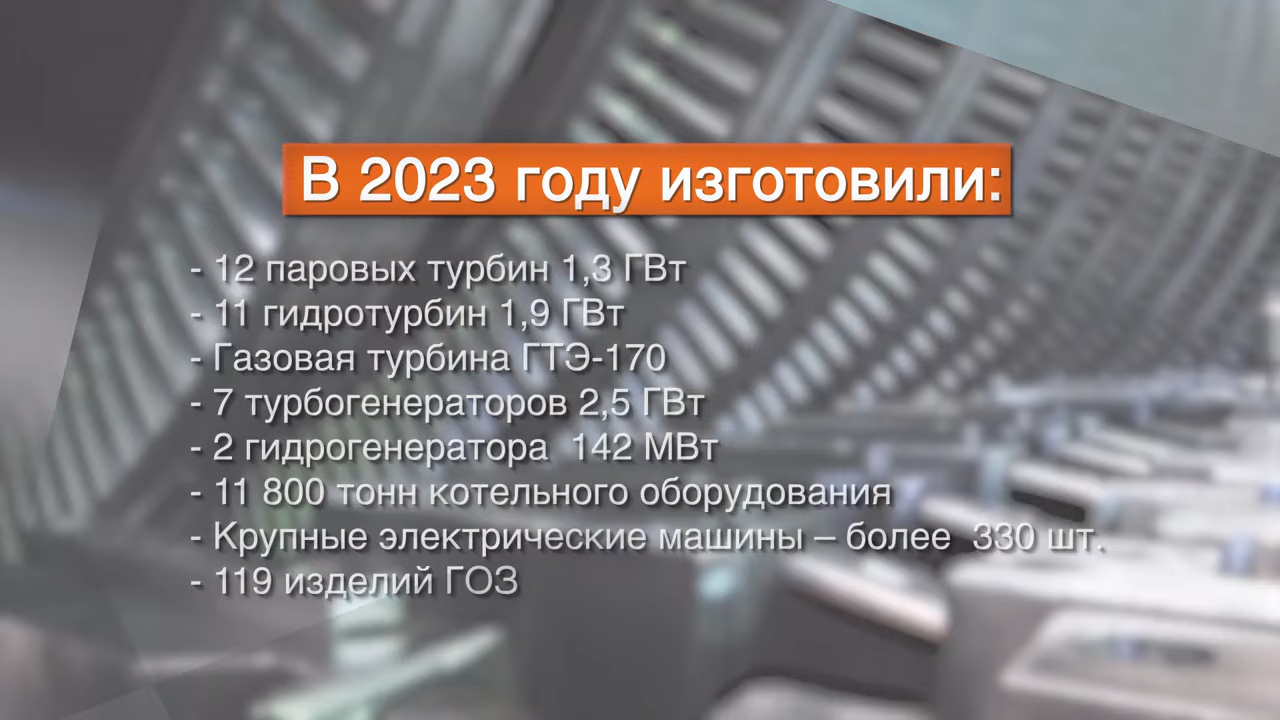 В 2023 году изготовили:
- 12 паровых турбин 1,3 ГВт
- 11 гидротурбин 1,9 ГВт
- Газовая турбина ГТЭ-170
- 7 турбогенераторов 2,5 ГВт
- 2 гидрогенератора 142 МВт
- 11 800 тонн котельного оборудования
- Крупные электрические машины – более 330 шт.
- 119 изделий ГОЗ